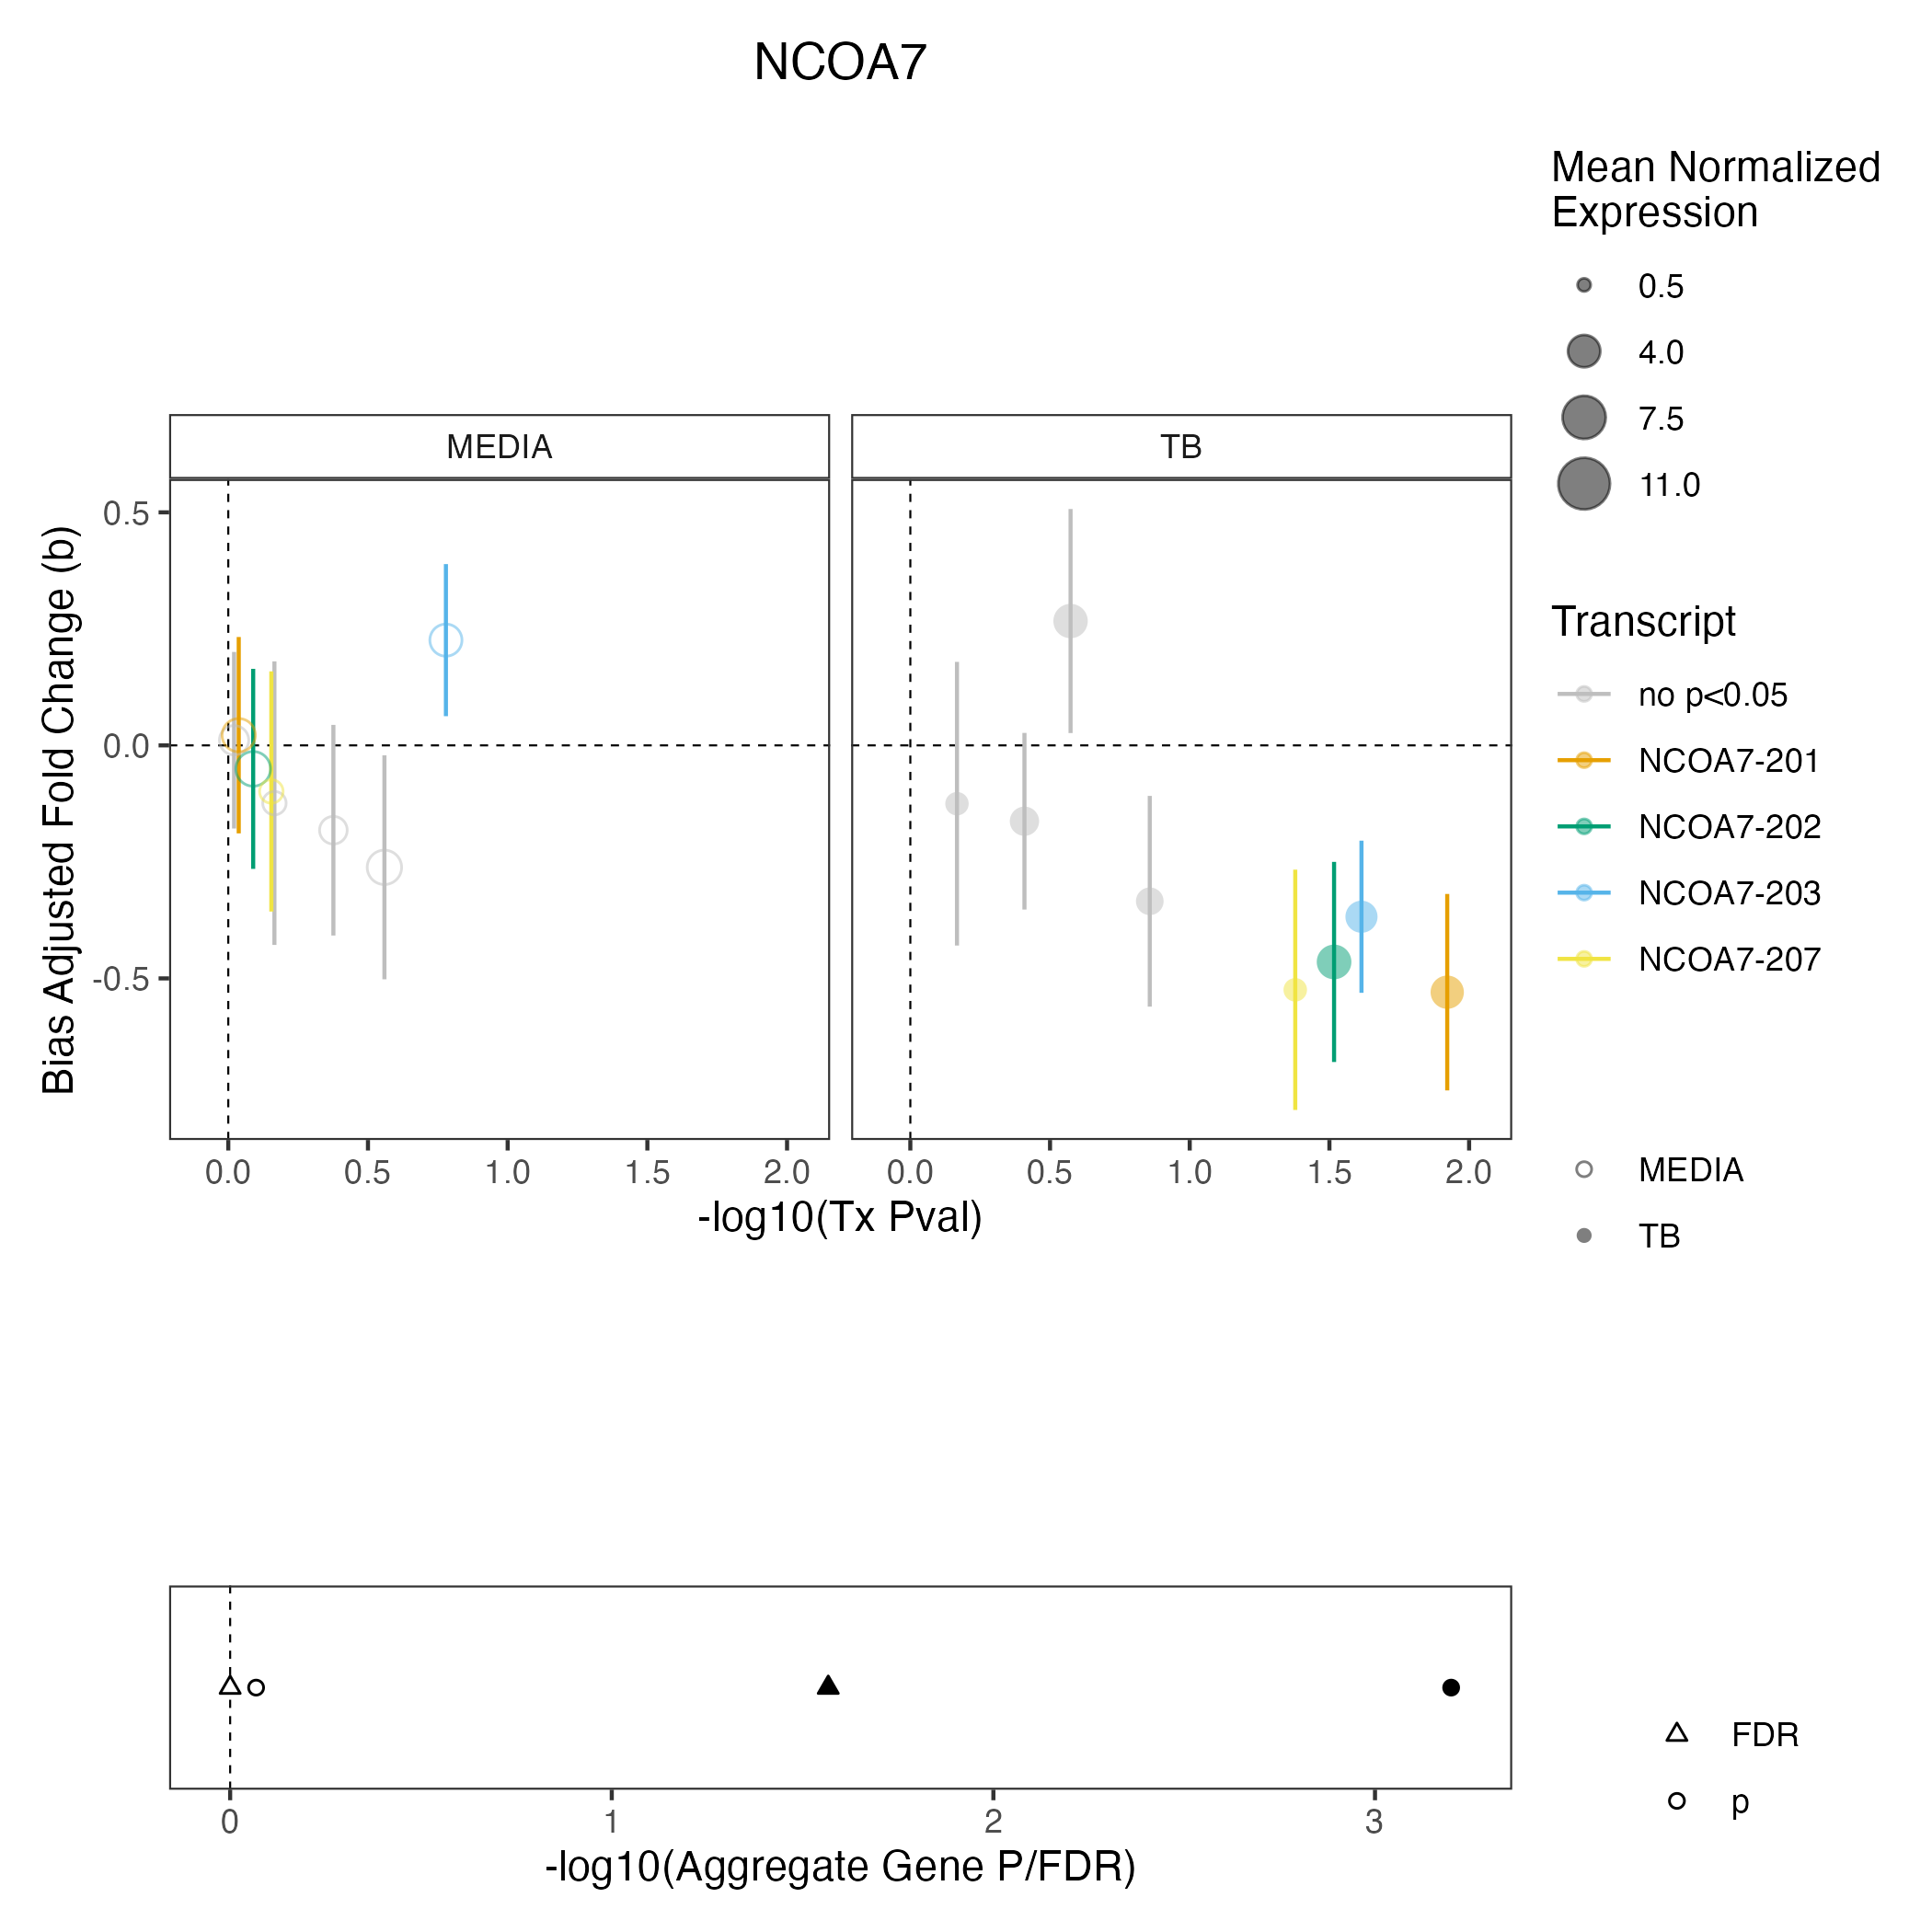 NCOA7
MEDIA
TB
0.5
0.0
-0.5
Bias Adjusted Fold Change (b)
0.0 0.5 1.0 1.5 2.0
0.0 0.5 1.0 1.5 2.0
-log10(Tx Pval)
Mean Normalized
Expression
0.5
4.0
7.5
11.0
Transcript
no p<0.05
NCOA7-201
NCOA7-202
NCOA7-203
NCOA7-207
MEDIA
TB
0 1 2 3
-log10(Aggregate Gene P/FDR)
FDR
p